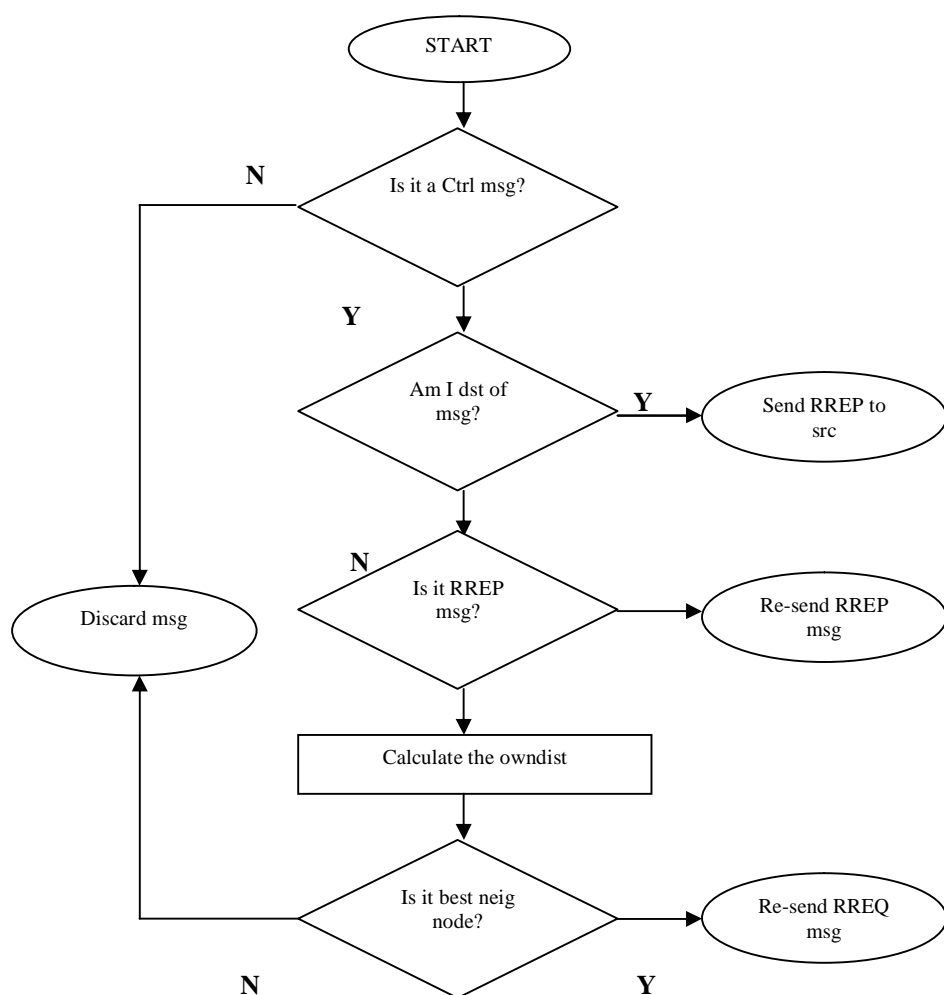 START
N
Is it a Ctrl msg?
Y
Am I dst of
msg?
Y
Send RREP to
src
N
Is it RREP
msg?
Re-send RREP
msg
Discard msg
Calculate the owndist
Is it best neig
node?
Re-send RREQ
msg
N
Y